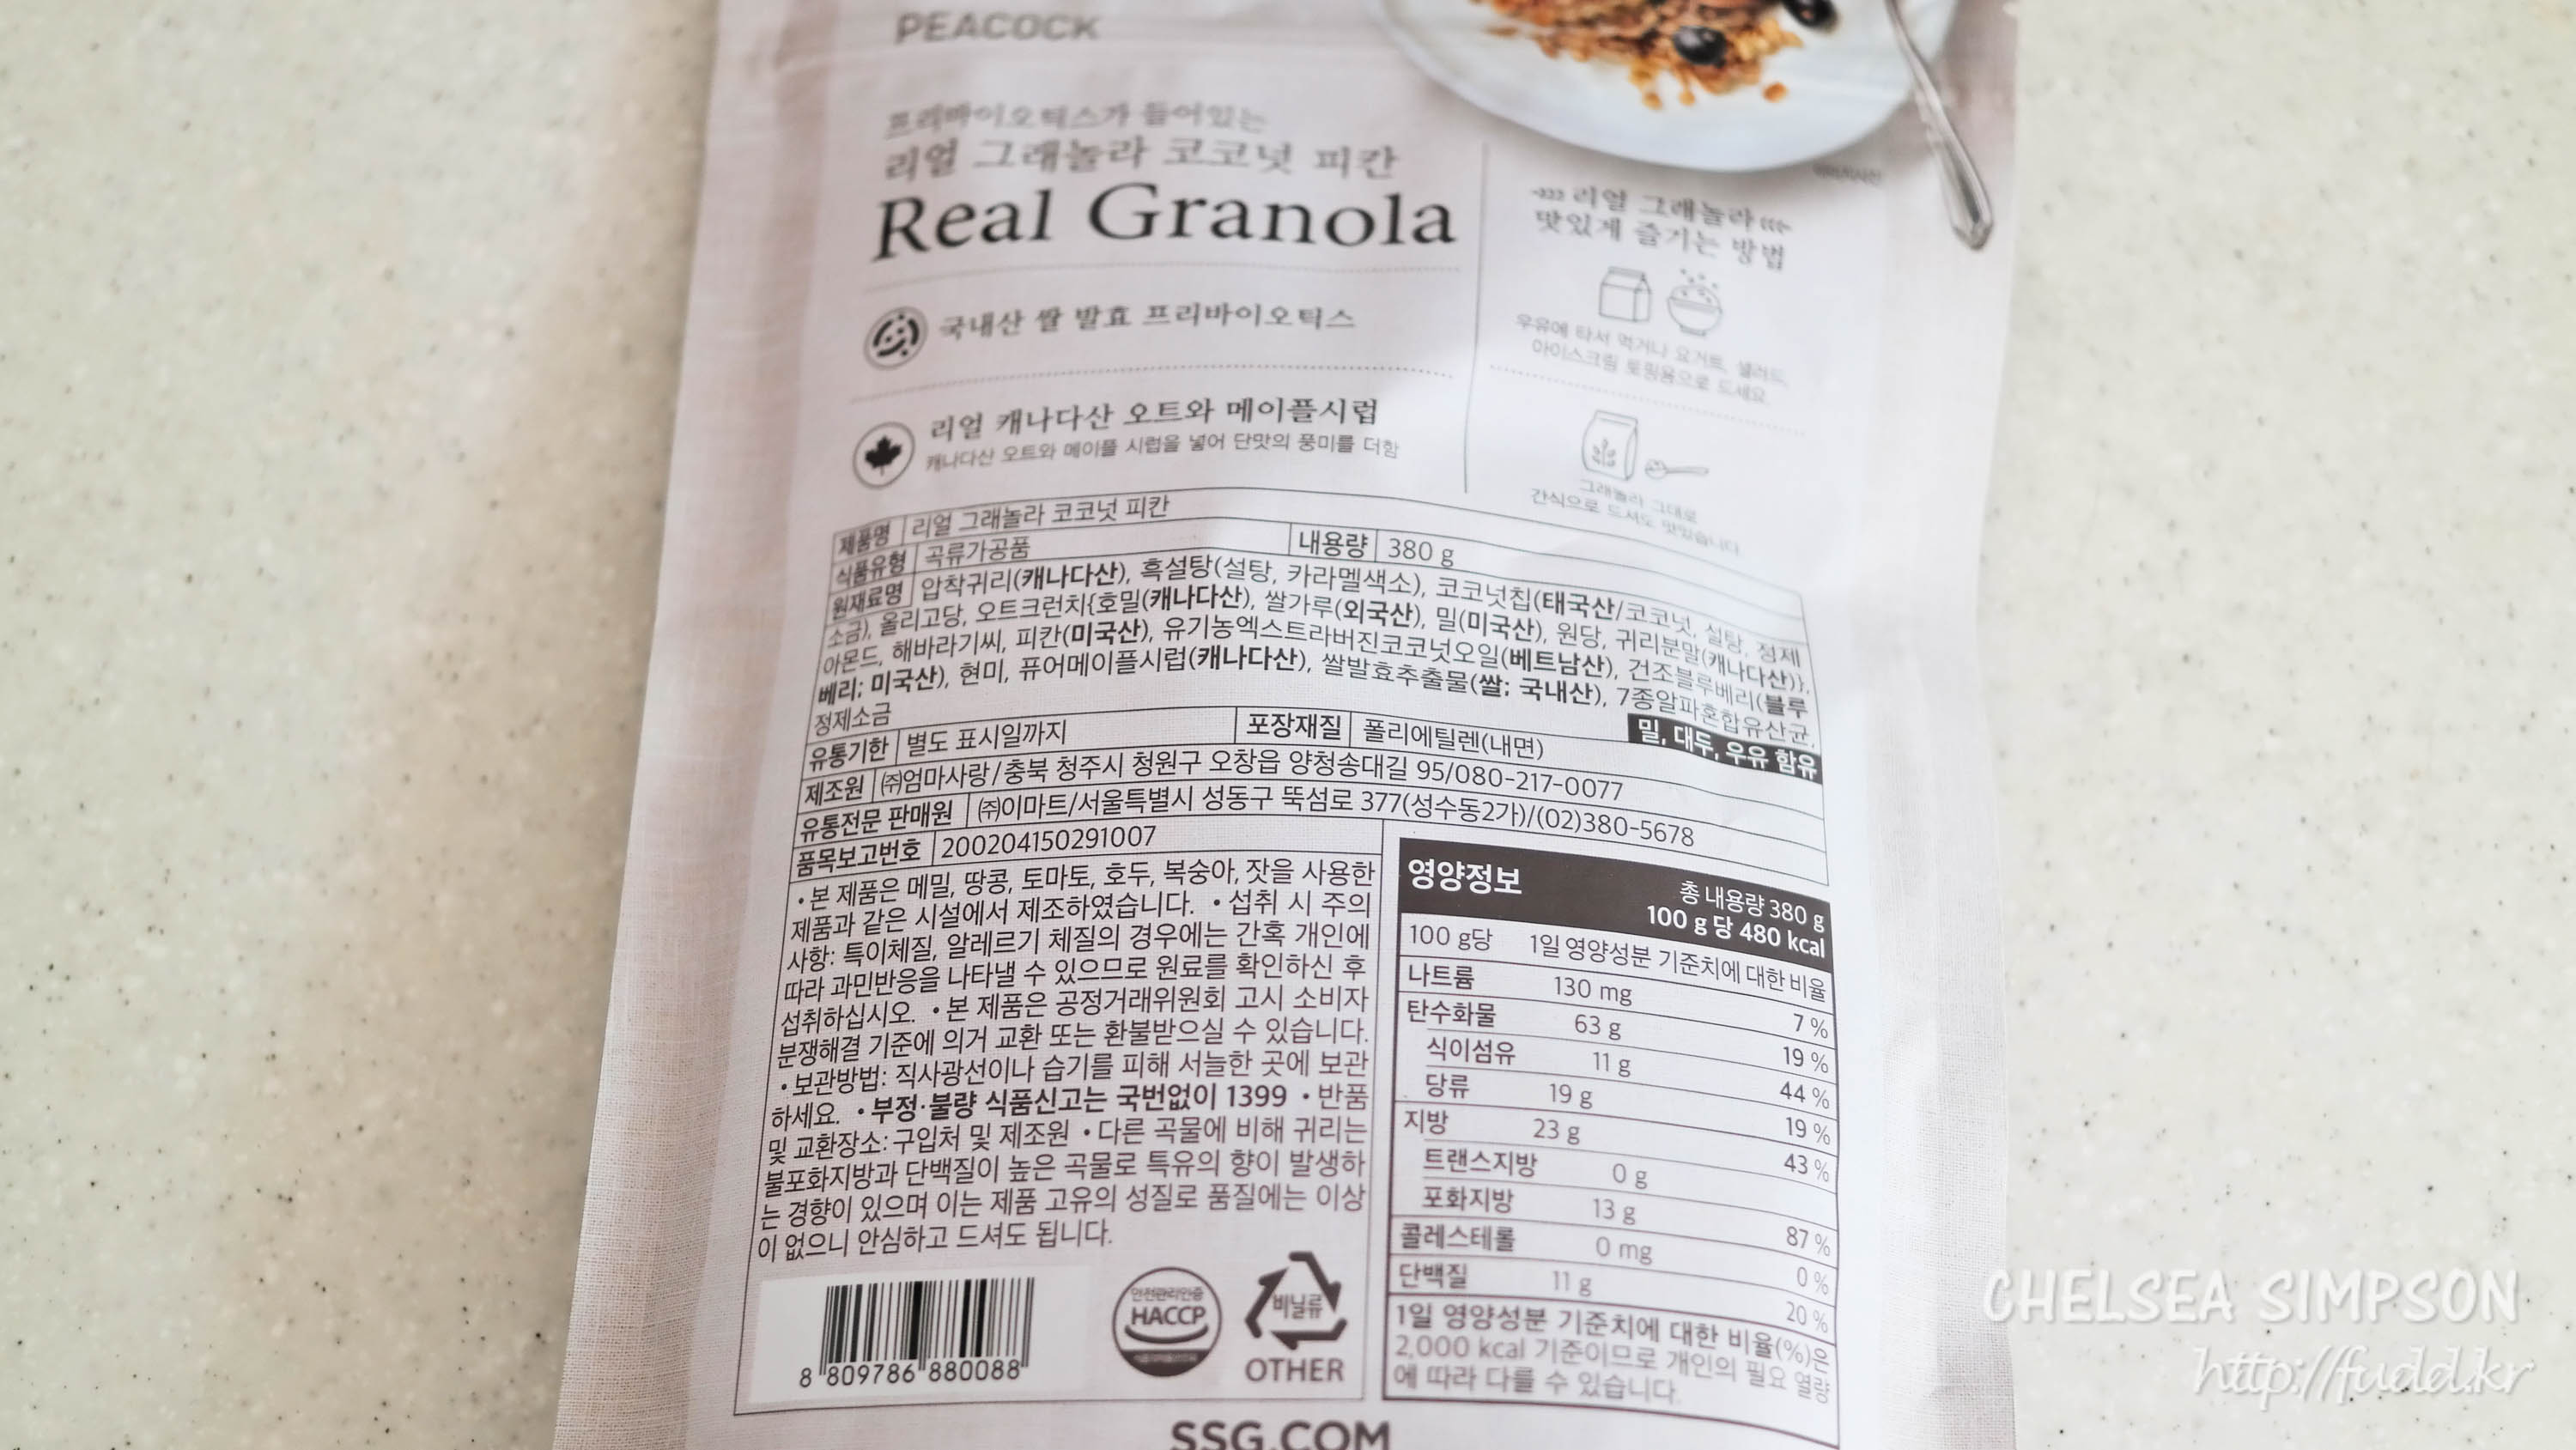 PEACOCK
프리바이오틱스가 들어있는
리얼 그래놀라 코코넛 피칸
Real Granola
국내산 쌀 발효 프리바이오틱스
리얼 캐나다산 오트와 메이플시럽
캐나다산 오트와 메이플 시럽을 넣어 단맛의 풍미를 더함
리얼 그래놀라
맛있게 즐기는 방법
우유에 타서 먹거나 요거트, 샐러드,
아이스크림 토핑용으로 드세요.
그래놀라 그대로
간식으로 드셔도 맛있습니다
제품명 리얼 그래놀라 코코넛 피칸
식품유형 곡류가공품 내용량 380 g
원재료명 압착귀리(캐나다산), 흑설탕(설탕, 카라멜색소), 코코넛칩(태국산/코코넛, 설탕, 정제
소금), 올리고당, 오트크런치{호밀(캐나다산), 쌀가루(외국산), 밀(미국산), 원당, 귀리분말(캐나다산)},
아몬드, 해바라기씨, 피칸(미국산), 유기농엑스트라버진코코넛오일(베트남산), 건조블루베리(블루
베리; 미국산), 현미, 퓨어메이플시럽(캐나다산), 쌀발효추출물(쌀; 국내산), 7종알파혼합유산균,
정제소금
밀, 대두, 우유 함유
유통기한 별도 표시일까지 포장재질 폴리에틸렌(내면)
제조원 ㈜엄마사랑/충북 청주시 청원구 오창읍 양청송대길 95/080-217-0077
유통전문 판매원 ㈜이마트/서울특별시 성동구 뚝섬로 377(성수동2가)/(02)380-5678
품목보고번호 200204150291007
• 본 제품은 메밀, 땅콩, 토마토, 호두, 복숭아, 잣을 사용한
제품과 같은 시설에서 제조하였습니다. • 섭취 시 주의
사항: 특이체질, 알레르기 체질의 경우에는 간혹 개인에
따라 과민반응을 나타낼 수 있으므로 원료를 확인하신 후
섭취하십시오. • 본 제품은 공정거래위원회 고시 소비자
분쟁해결 기준에 의거 교환 또는 환불받으실 수 있습니다.
• 보관방법: 직사광선이나 습기를 피해 서늘한 곳에 보관
하세요. • 부정·불량 식품신고는 국번없이 1399 • 반품
및 교환장소: 구입처 및 제조원 • 다른 곡물에 비해 귀리는
불포화지방과 단백질이 높은 곡물로 특유의 향이 발생하
는 경향이 있으며 이는 제품 고유의 성질로 품질에는 이상
이 없으니 안심하고 드셔도 됩니다.
영양정보
총 내용량 380 g
100 g 당 480 kcal
100 g당 1일 영양성분 기준치에 대한 비율
나트륨 130 mg 7 %
탄수화물 63 g 19 %
식이섬유 11 g 44 %
당류 19 g 19 %
지방 23 g 43 %
트랜스지방 0 g
포화지방 13 g 87 %
콜레스테롤 0 mg 0 %
단백질 11 g 20 %
1일 영양성분 기준치에 대한 비율(%)은
2,000 kcal 기준이므로 개인의 필요 열량
에 따라 다를 수 있습니다.
8 809786 880088
안전관리인증
HACCP
비닐류
OTHER
SSG.COM
CHELSEA SIMPSON
http://fudd.kr